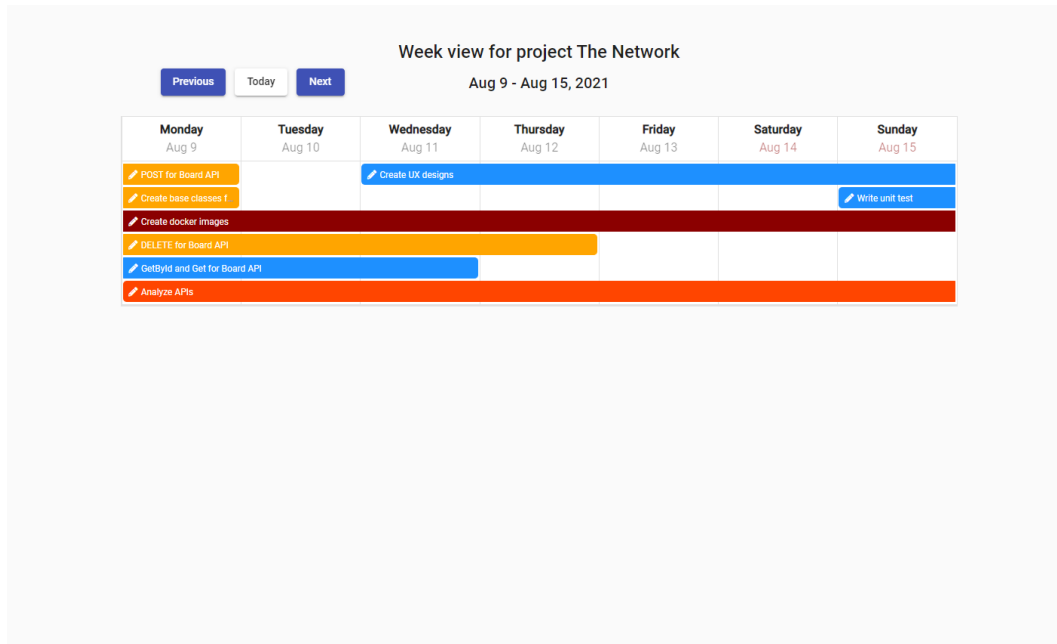 Week view for project The Network
Previous Today Next
Aug 9 - Aug 15, 2021
Monday Tuesday Wednesday Thursday Friday Saturday Sunday
Aug 9 Aug 10 Aug 11 Aug 12 Aug 13 Aug 14 Aug 15
POST for Board API Create UX designs
Create base classes f Write unit test
Create docker images
DELETE for Board API
GetById and Get for Board API
Analyze APIs